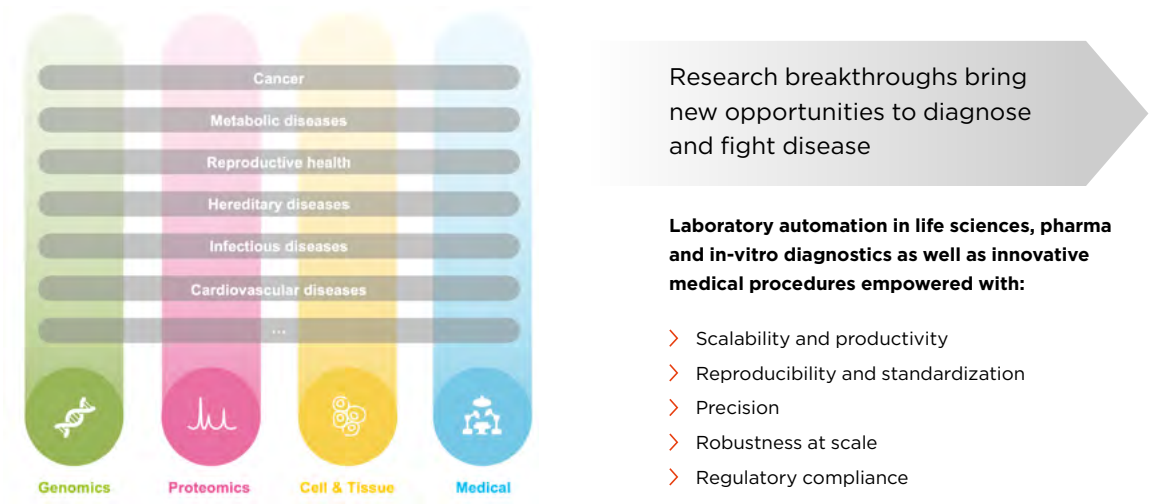 Cancer
Metabolic diseases
Reproductive health
Hereditary diseases
Infectious diseases
Cardiovascular diseases
...
Genomics
Proteomics
Cell & Tissue
Medical
Research breakthroughs bring
new opportunities to diagnose
and fight disease
Laboratory automation in life sciences, pharma
and in-vitro diagnostics as well as innovative
medical procedures empowered with:
Scalability and productivity
Reproducibility and standardization
Precision
Robustness at scale
Regulatory compliance